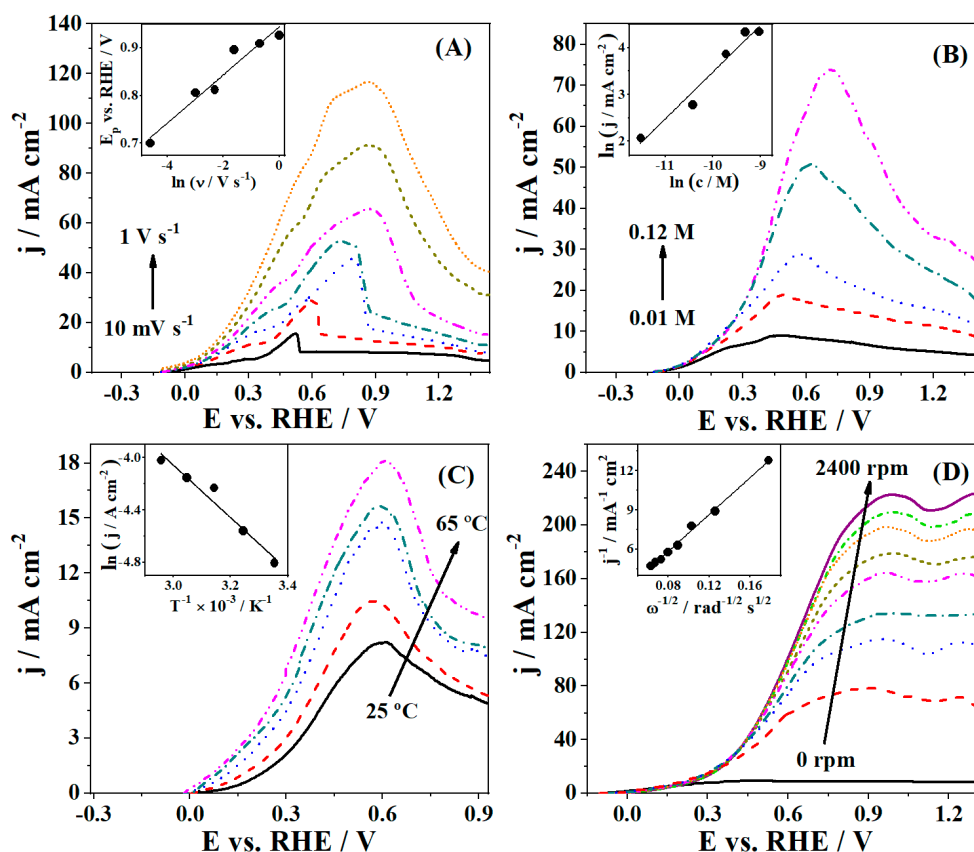 (A)
j / mA cm-2
140
120
100
80
60
40
20
0
-0.3 0.0 0.3 0.6 0.9 1.2
E vs. RHE / V
1 V s-1
10 mV s-1
Ep vs. RHE / V
0.9
0.8
0.7
-4 -2 0
ln (ν / V s-1)
(B)
j / mA cm-2
80
70
60
50
40
30
20
10
0
-0.3 0.0 0.3 0.6 0.9 1.2
E vs. RHE / V
0.12 M
0.01 M
ln ( j / mA cm-2)
4
3
2
-11 -10 -9
ln (c / M)
(C)
j / mA cm-2
18
15
12
9
6
3
0
-0.3 0.0 0.3 0.6 0.9
E vs. RHE / V
65 ºC
25 ºC
ln ( j / A cm-2)
-4.0
-4.4
-4.8
3.0 3.2 3.4
T-1 × 10-3 / K-1
(D)
j / mA cm-2
240
200
160
120
80
40
0
0.0 0.3 0.6 0.9 1.2
E vs. RHE / V
2400 rpm
0 rpm
j-1 / mA-1 cm2
12
9
6
0.08 0.12 0.16
ω-1/2 / rad-1/2 s1/2